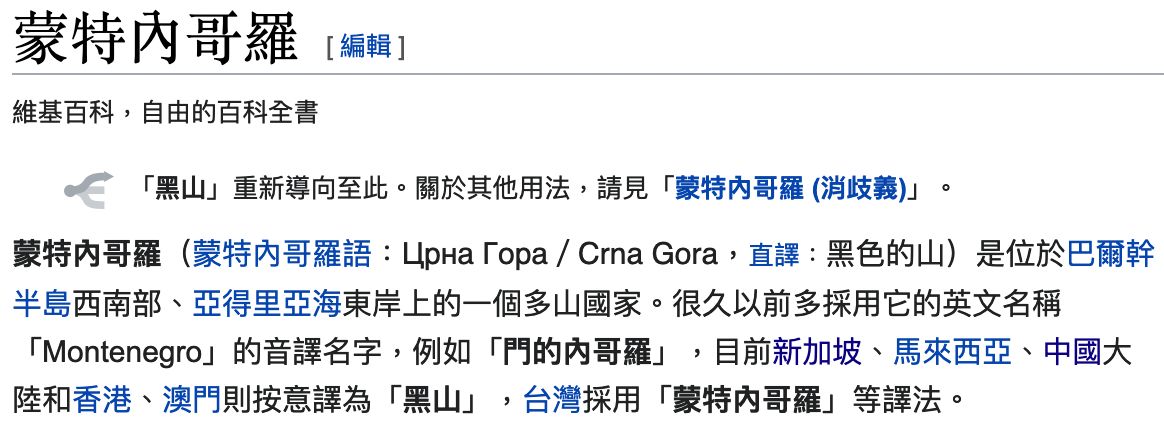 蒙特內哥羅 [編輯]
維基百科，自由的百科全書
「黑山」重新導向至此。關於其他用法，請見「蒙特內哥羅 (消歧義)」。
蒙特內哥羅（蒙特內哥羅語：Црна Гора / Crna Gora，直譯：黑色的山）是位於巴爾幹
半島西南部、亞得里亞海東岸上的一個多山國家。很久以前多採用它的英文名稱
「Montenegro」的音譯名字，例如「門的內哥羅」，目前新加坡、馬來西亞、中國大
陸和香港、澳門則按意譯為「黑山」，台灣採用「蒙特內哥羅」等譯法。